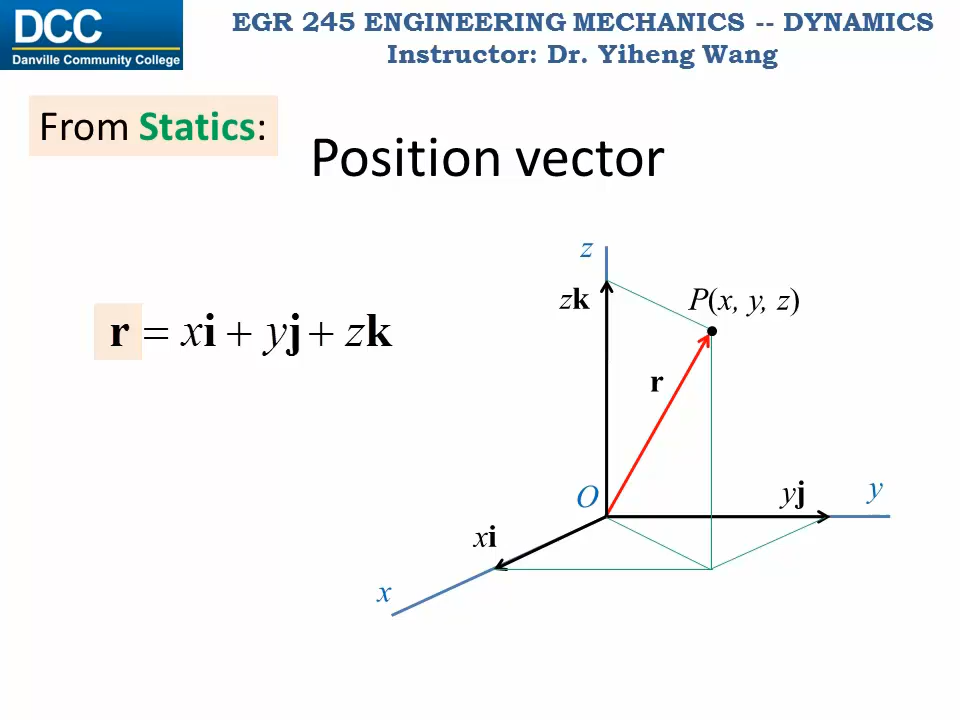 DCC
Danville Community College
EGR 245 ENGINEERING MECHANICS -- DYNAMICS
Instructor: Dr. Yiheng Wang
From Statics:
Position vector
r = xi + yj + zk
z
zk
P(x, y, z)
r
O
yj
y
xi
x